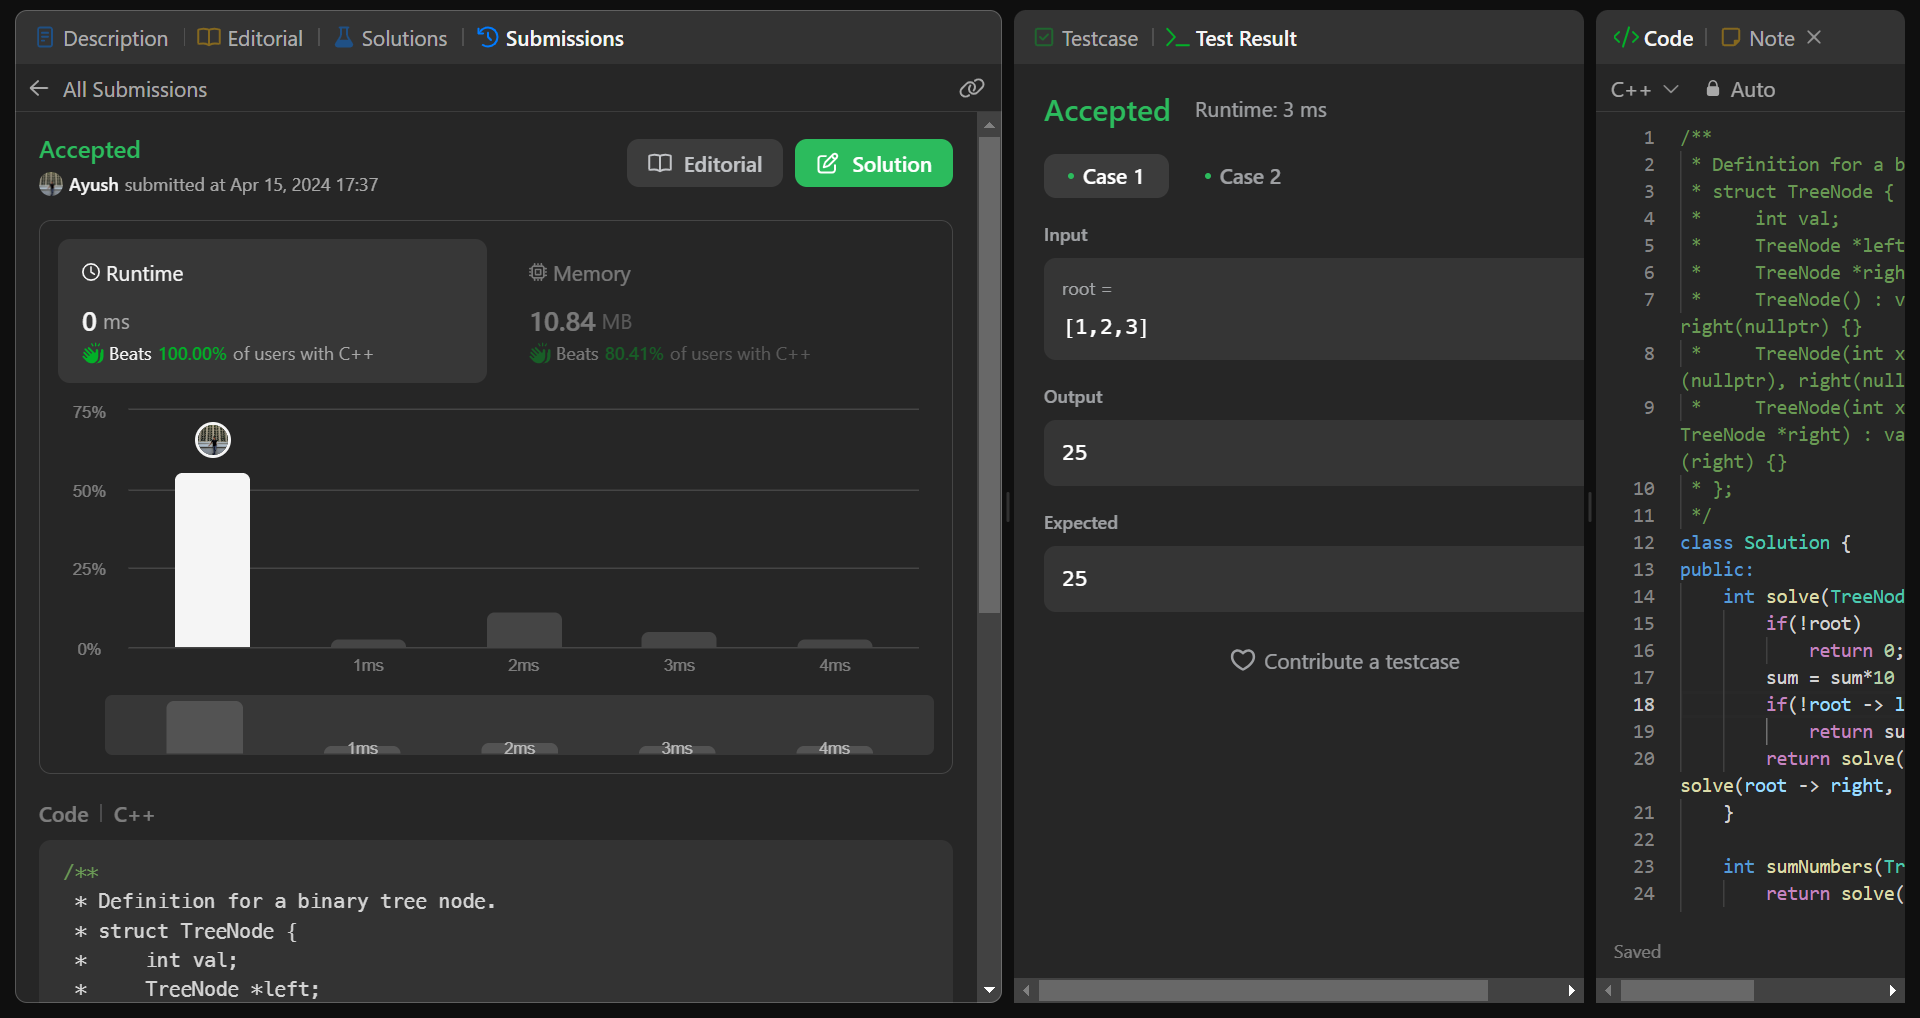 Description
Editorial
Solutions
Submissions
All Submissions
Accepted
Ayush submitted at Apr 15, 2024 17:37
Editorial
Solution
Runtime
0 ms
Beats 100.00% of users with C++
Memory
10.84 MB
Beats 80.41% of users with C++
75%
50%
25%
0%
1ms
2ms
3ms
4ms
1ms
2ms
3ms
4ms
Code
C++
/**
* Definition for a binary tree node.
* struct TreeNode {
*     int val;
*     TreeNode *left;
Testcase
Test Result
Accepted
Runtime: 3 ms
• Case 1
• Case 2
Input
root =
[1,2,3]
Output
25
Expected
25
Contribute a testcase
</> Code
Note
C++
Auto
1 /**
2 * Definition for a b
3 * struct TreeNode {
4 *     int val;
5 *     TreeNode *left
6 *     TreeNode *righ
7 *     TreeNode() : v
right(nullptr) {}
8 *     TreeNode(int x
(nullptr), right(null
9 *     TreeNode(int x
TreeNode *right) : va
(right) {}
10 * };
11 */
12 class Solution {
13 public:
14     int solve(TreeNod
15         if(!root)
16             return 0;
17         sum = sum*10
18         if(!root -> l
19             return su
20         return solve(
solve(root -> right,
21     }
22
23     int sumNumbers(Tr
24         return solve(
Saved